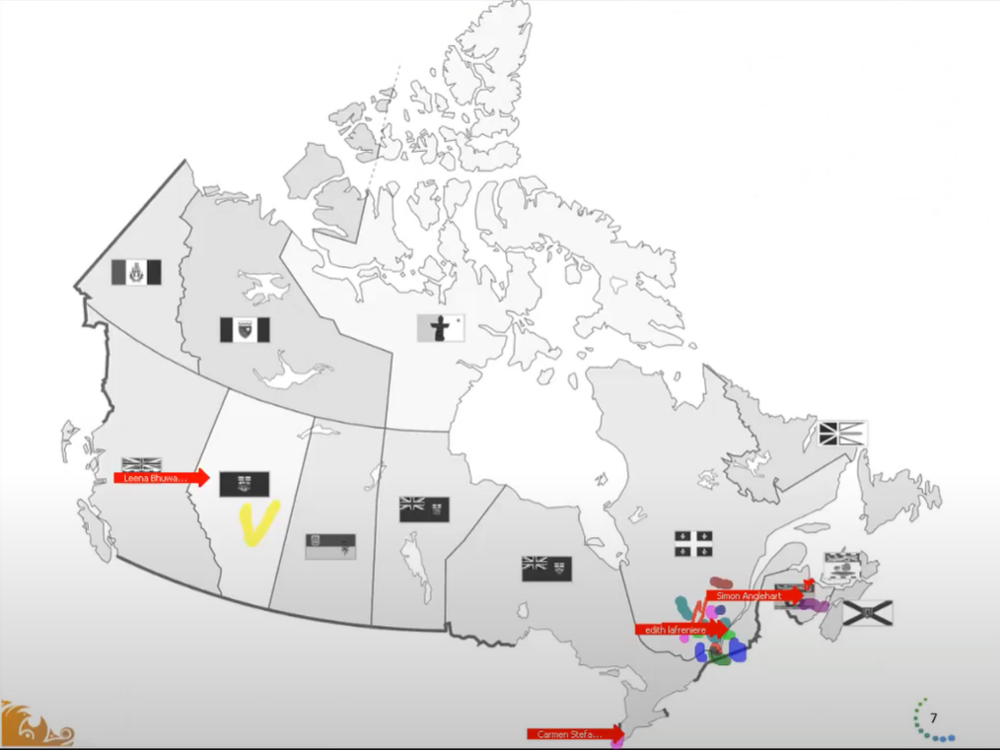 Leena Bhuwa...
Simon Anglehart
edith lafreniere
Carmen Stefa...
7